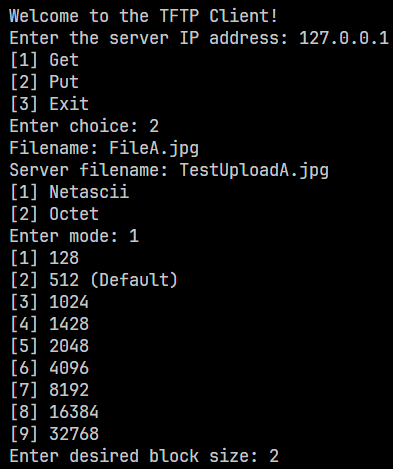 Welcome to the TFTP Client!
Enter the server IP address: 127.0.0.1
[1] Get
[2] Put
[3] Exit
Enter choice: 2
Filename: FileA.jpg
Server filename: TestUploadA.jpg
[1] Netascii
[2] Octet
Enter mode: 1
[1] 128
[2] 512 (Default)
[3] 1024
[4] 1428
[5] 2048
[6] 4096
[7] 8192
[8] 16384
[9] 32768
Enter desired block size: 2